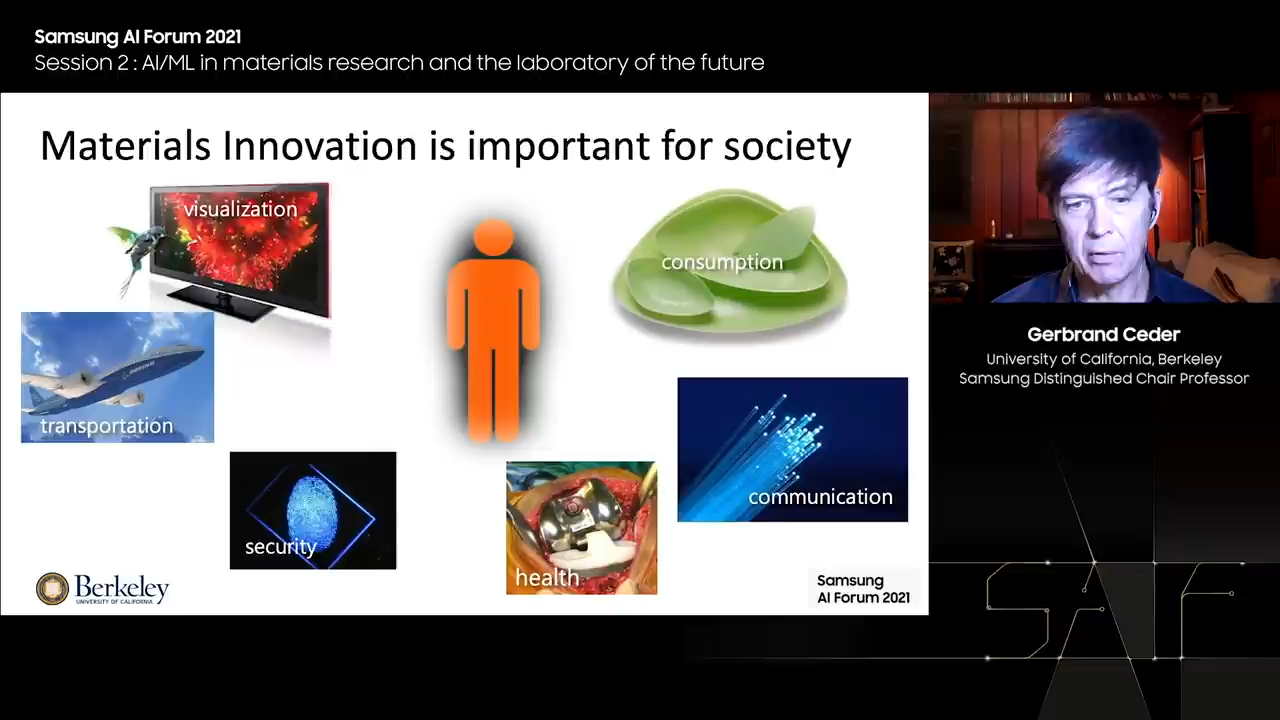 Samsung AI Forum 2021
Session 2 : AI/ML in materials research and the laboratory of the future
Materials Innovation is important for society
visualization
consumption
transportation
BOEING
communication
security
health
Berkeley
UNIVERSITY OF CALIFORNIA
Samsung
AI Forum 2021
Gerbrand Ceder
University of California, Berkeley
Samsung Distinguished Chair Professor